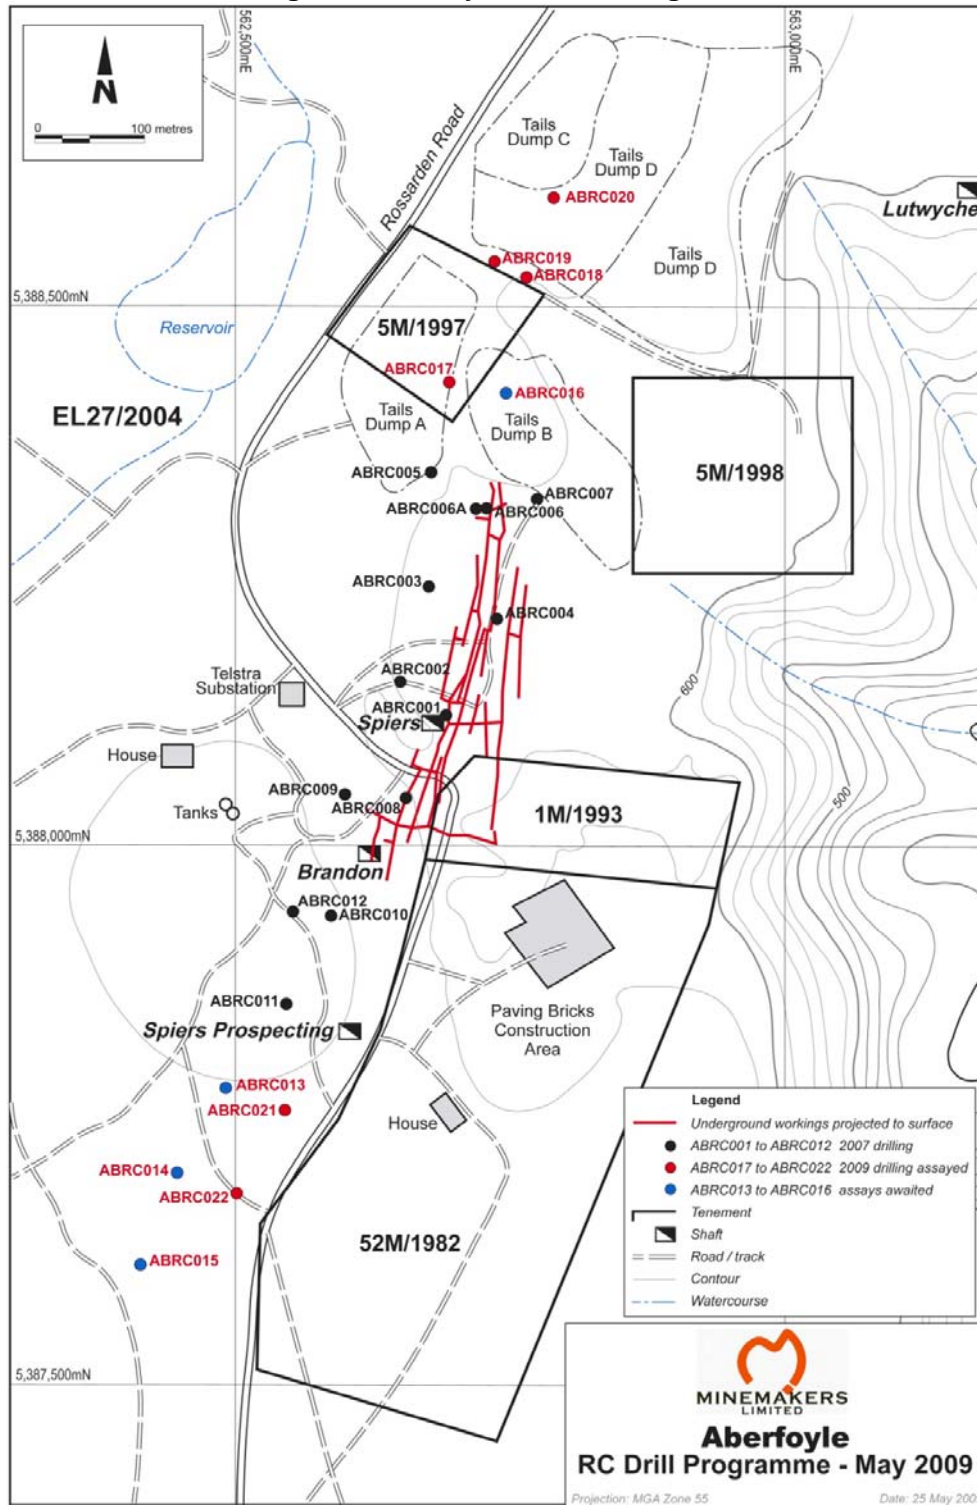 562,500mE
563,000mE
N
0 100 metres
Rossarden Road
Tails
Dump C
Tails
Dump D
ABRC020
Lutwyche
ABRC019
ABRC018
Tails
Dump D
5,388,500mN
Reservoir
5M/1997
ABRC017
ABRC016
EL27/2004
Tails
Dump A
Tails
Dump B
5M/1998
ABRC005
ABRC007
ABRC006A
ABRC006
ABRC003
ABRC004
Telstra
Substation
ABRC002
600
ABRC001
Spiers
House
ABRC009
ABRC008
500
Tanks
1M/1993
5,388,000mN
Brandon
ABRC012
ABRC010
ABRC011
Paving Bricks
Construction
Area
Spiers Prospecting
ABRC013
ABRC021
House
ABRC014
ABRC022
52M/1982
ABRC015
Legend
Underground workings projected to surface
ABRC001 to ABRC012 2007 drilling
ABRC017 to ABRC022 2009 drilling assayed
ABRC013 to ABRC016 assays awaited
Tenement
Shaft
Road / track
Contour
Watercourse
5,387,500mN
MINEMAKERS
LIMITED
Aberfoyle
RC Drill Programme - May 2009
Projection: MGA Zone 55
Date: 25 May